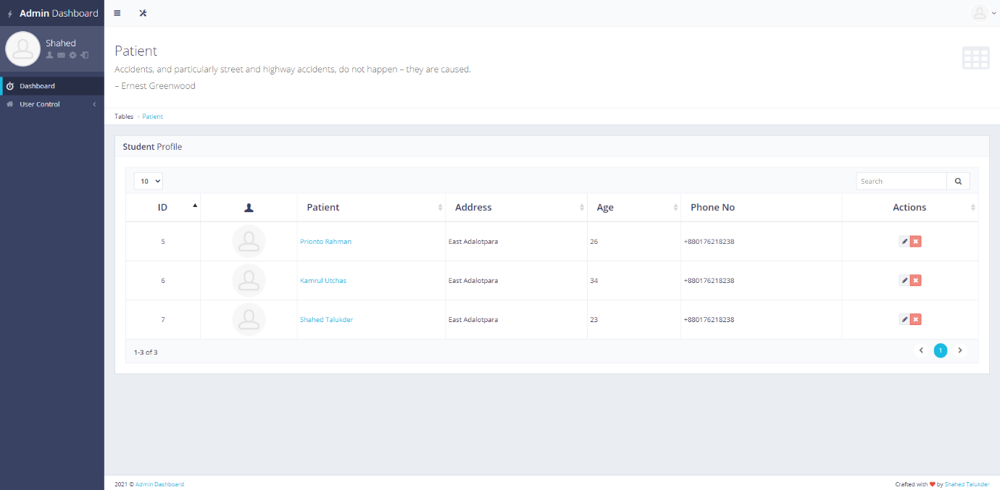 Admin Dashboard
Shahed
Dashboard
User Control
Patient
Accidents, and particularly street and highway accidents, do not happen – they are caused.
– Ernest Greenwood
Tables › Patient
Student Profile
10
Search
ID Patient Address Age Phone No Actions
5 Prionto Rahman East Adalotpara 26 +880176218238
6 Kamrul Utchas East Adalotpara 34 +880176218238
7 Shahed Talukder East Adalotpara 23 +880176218238
1-3 of 3
1
2021 © Admin Dashboard
Crafted with ❤ by Shahed Talukder